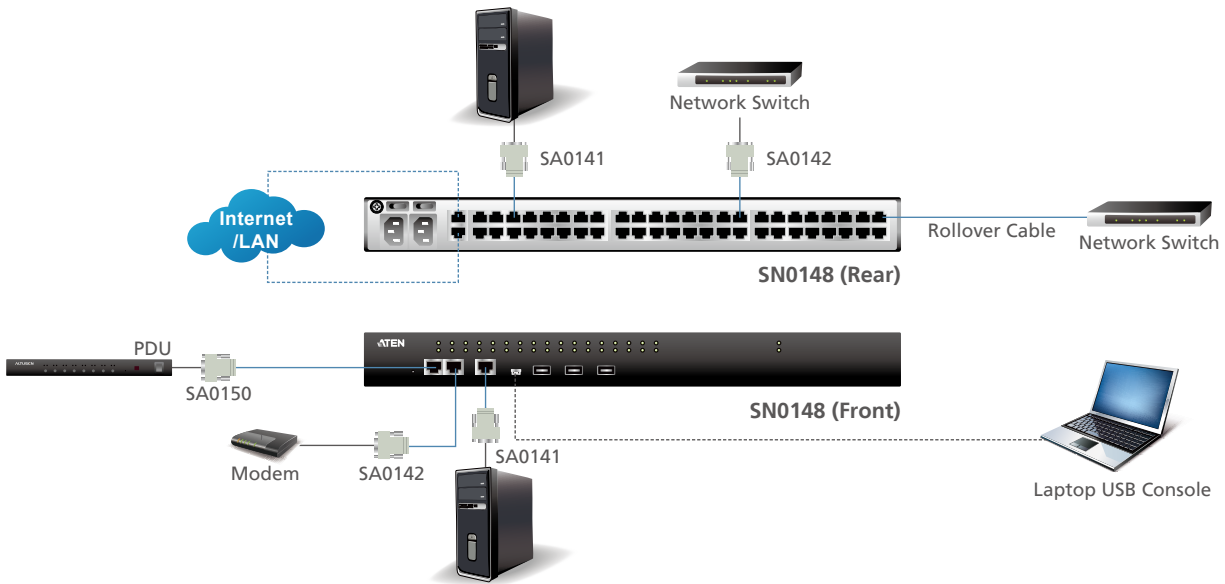 Network Switch
SA0141
SA0142
Internet
/LAN
Rollover Cable
Network Switch
SN0148 (Rear)
PDU
ATEN
SA0150
SN0148 (Front)
Modem
SA0142
SA0141
Laptop USB Console